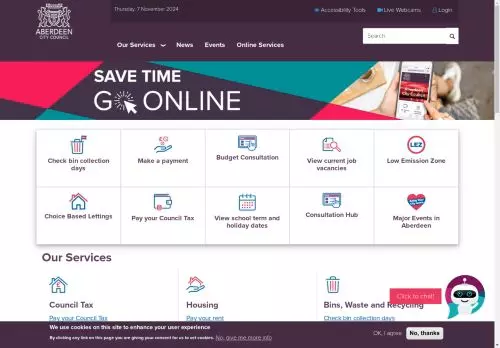 Thursday, 7 November 2024
Accessibility Tools
Live Webcams
Login
ABERDEEN
CITY COUNCIL
Our Services
News
Events
Online Services
Search
SAVE TIME
GO ONLINE
Check bin collection
days
Make a payment
Budget Consultation
View current job
vacancies
LEZ
Low Emission Zone
Choice Based Lettings
Pay your Council Tax
View school term and
holiday dates
Consultation Hub
Major Events in
Aberdeen
Our Services
Council Tax
Pay your Council Tax
Housing
Pay your rent
Bins, Waste and Recycling
Check bin collection days
Click to chat!
We use cookies on this site to enhance your user experience
By clicking any link on this page you are giving your consent for us to set cookies. No, give me more info
OK, I agree
No, thanks